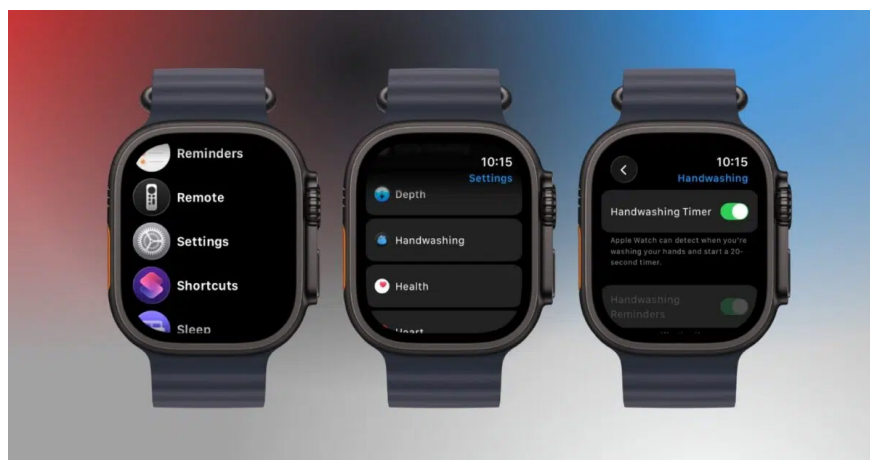 Reminders
Remote
Settings
Shortcuts
Sleep
10:15
Settings
Depth
Handwashing
Health
Heart
10:15
Handwashing
Handwashing Timer
Apple Watch can detect when you're
washing your hands and start a 20-
second timer.
Handwashing
Reminders